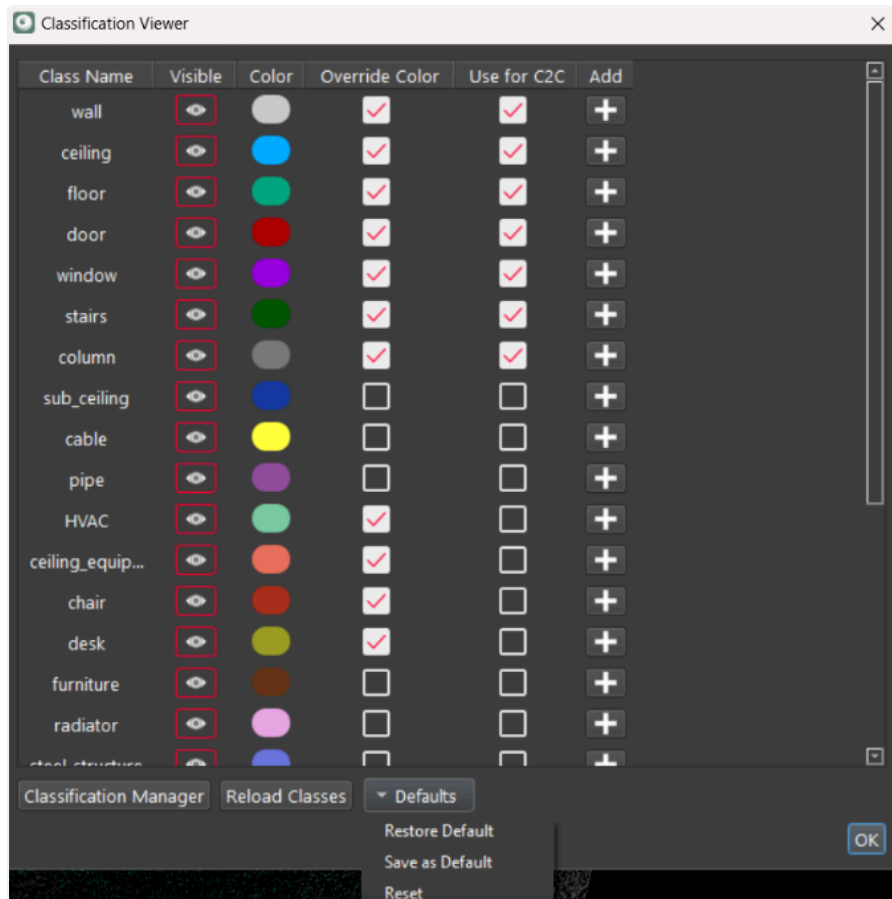 Classification Viewer
Class Name Visible Color Override Color Use for C2C Add
wall
ceiling
floor
door
window
stairs
column
sub_ceiling
cable
pipe
HVAC
ceiling_equip...
chair
desk
furniture
radiator
steel_structure
Classification Manager Reload Classes Defaults
Restore Default
OK
Save as Default
Reset